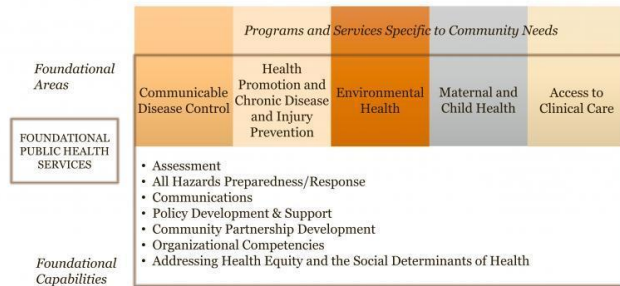 Programs and Services Specific to Community Needs
Foundational
Areas
Communicable
Disease Control
Health
Promotion and
Chronic Disease
and Injury
Prevention
Environmental
Health
Maternal and
Child Health
Access to
Clinical Care
FOUNDATIONAL
PUBLIC HEALTH
SERVICES
• Assessment
• All Hazards Preparedness/Response
• Communications
• Policy Development & Support
• Community Partnership Development
• Organizational Competencies
• Addressing Health Equity and the Social Determinants of Health
Foundational
Capabilities